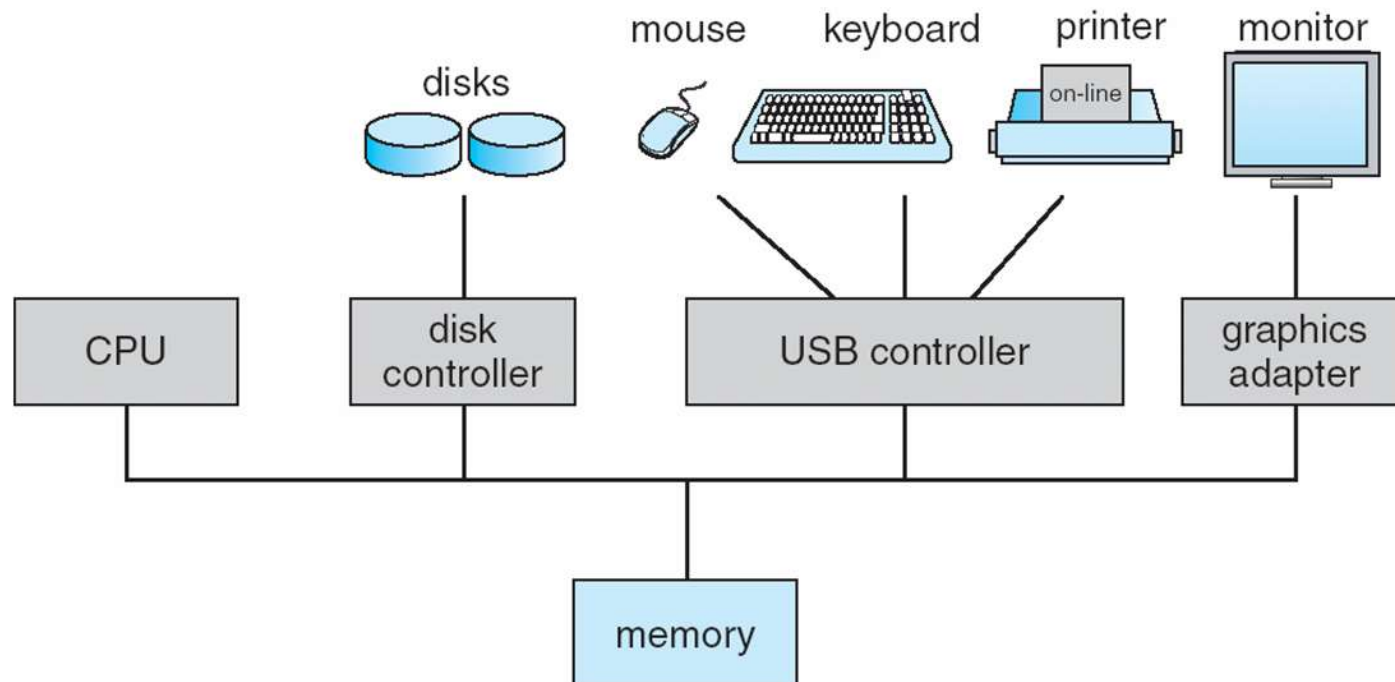 mouse
keyboard
printer
monitor
disks
on-line
CPU
disk
controller
USB controller
graphics
adapter
memory